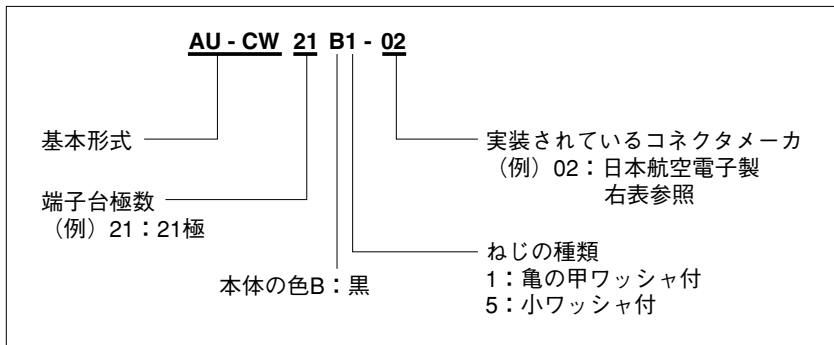 AU - CW 21 B1 - 02
基本形式
端子台極数
（例）21：21極
本体の色B：黒
実装されているコネクタメーカ
（例）02：日本航空電子製
右表参照
ねじの種類
1：亀の甲ワッシャ付
5：小ワッシャ付